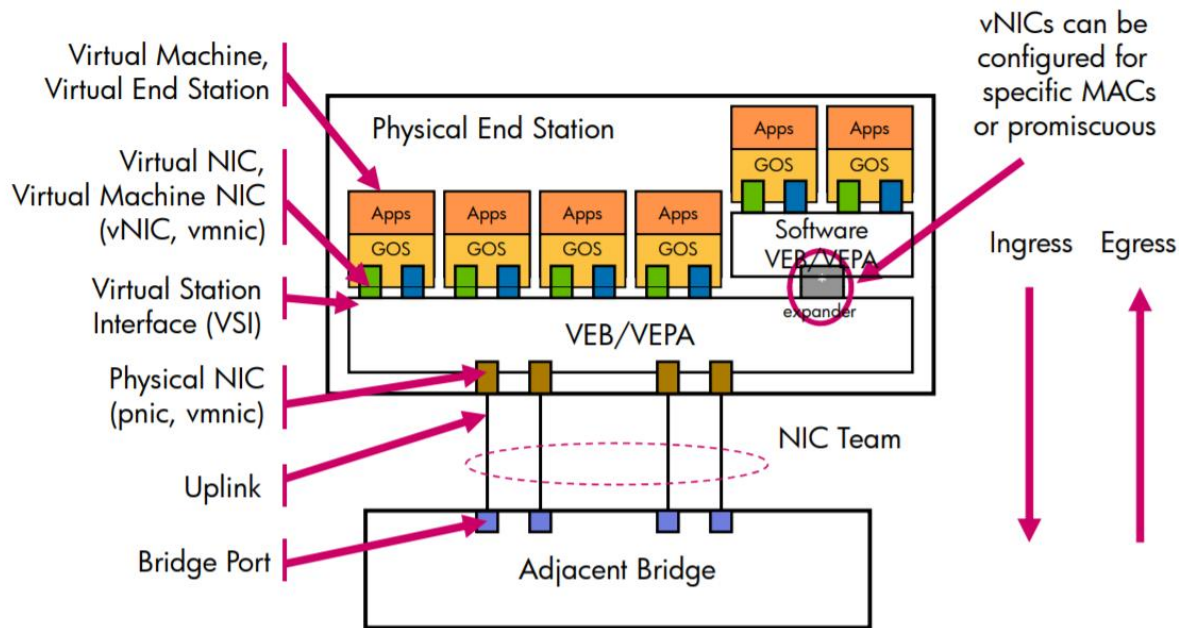 Virtual Machine,
Virtual End Station
Virtual NIC,
Virtual Machine NIC
(vNIC, vmnic)
Virtual Station
Interface (VSI)
Physical NIC
(pnic, vmnic)
Uplink
Bridge Port
Physical End Station
Apps
GOS
Apps
GOS
Apps
GOS
Apps
GOS
Apps
GOS
Apps
GOS
Software
VEB/VEPA
+
expander
VEB/VEPA
NIC Team
Adjacent Bridge
vNICs can be
configured for
specific MACs
or promiscuous
Ingress
Egress